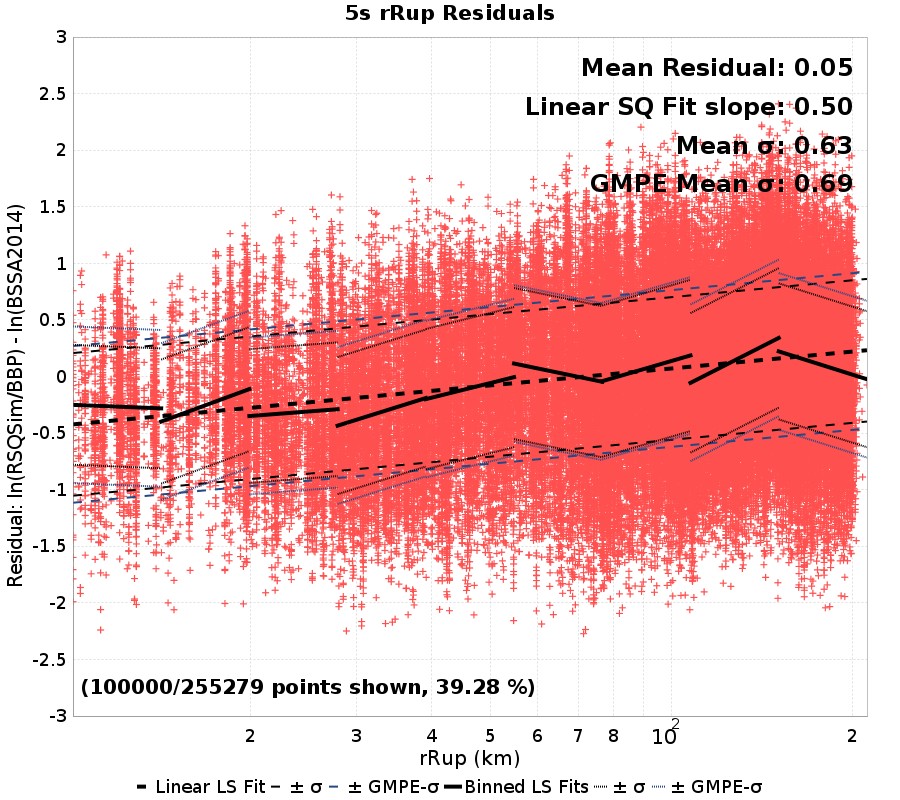 5s rRup Residuals
Mean Residual: 0.05
Linear SQ Fit slope: 0.50
Mean σ: 0.63
GMPE Mean σ: 0.69
Residual: ln(RSQSim/BBP) - ln(BSSA2014)
3
2.5
2
1.5
1
0.5
0
-0.5
-1
-1.5
-2
-2.5
-3
(100000/255279 points shown, 39.28 %)
2 3 4 5 6 7 8 10² 2
rRup (km)
Linear LS Fit ± σ ± GMPE-σ Binned LS Fits ± σ ± GMPE-σ